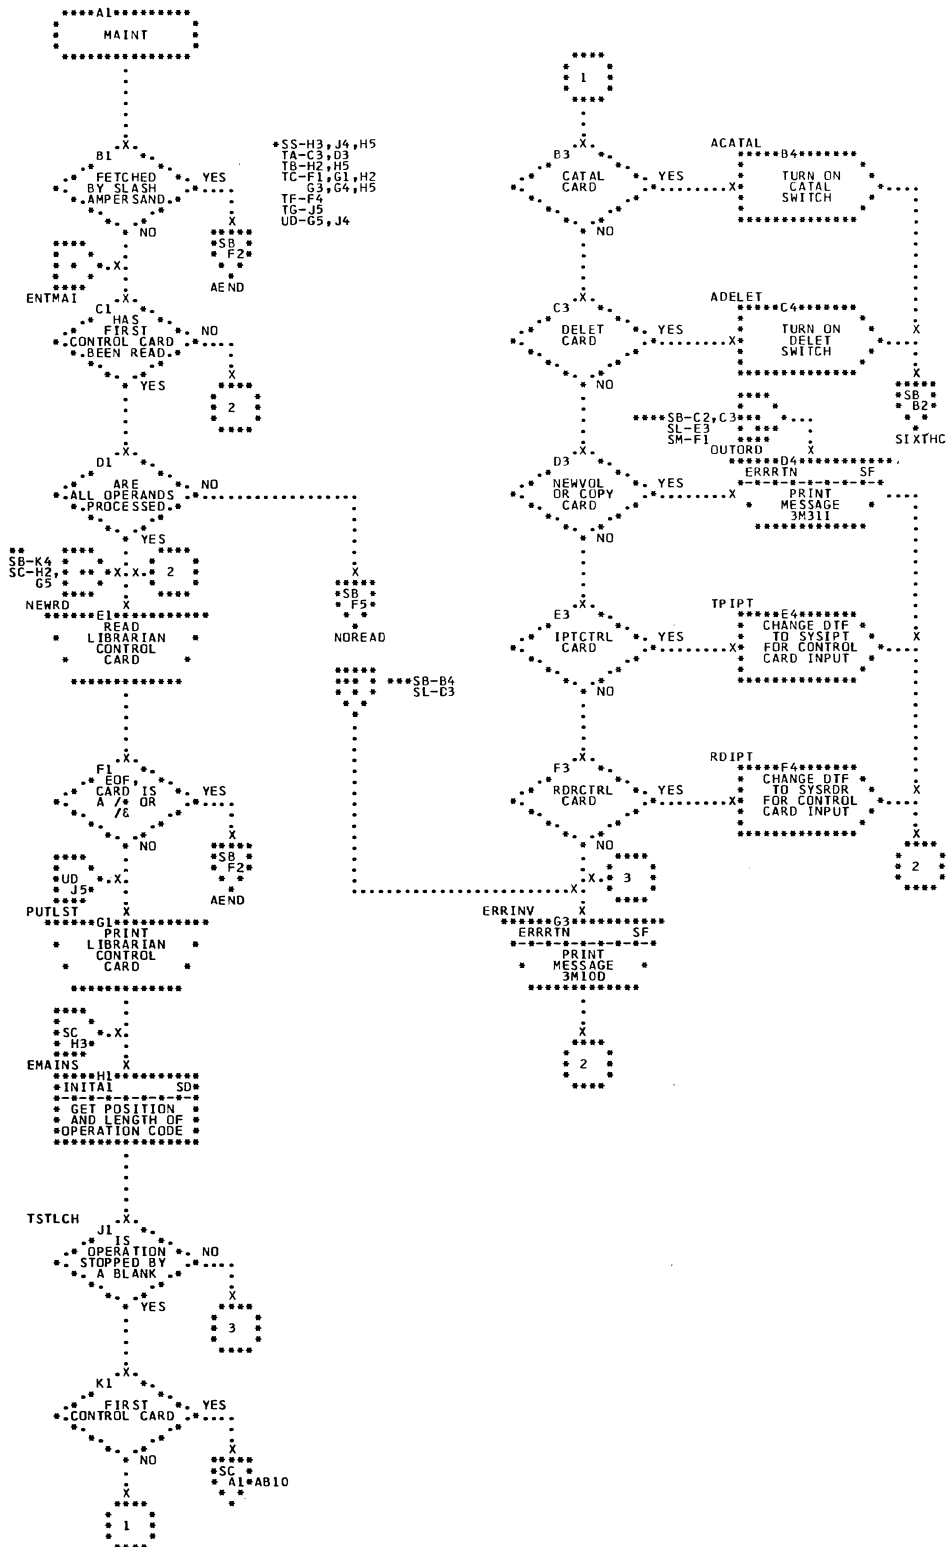 A1
MAINT
B1
FETCHED
BY SLASH
AMPERSAND
YES
NO
*SS-H3,J4,H5
TA-C3,D3
TB-H2,H5
TC-F1,G1,H2
G3,G4,H5
TF-F4
TG-J5
UD-G5,J4
SB
F2
AEND
*
ENTMAI
C1
HAS
FIRST
CONTROL CARD
BEEN READ
NO
YES
2
D1
ARE
ALL OPERANDS
PROCESSED
NO
YES
**
SB-K4
SC-H2,
G5
**
2
SB
F5
NOREAD
NEWRD
E1
READ
LIBRARIAN
CONTROL
CARD
***
***SB-B4
SL-C3
F1
EOF,
CARD IS
A /* OR
/&
YES
NO
SB
F2
AEND
UD
J5
PUTLST
G1
PRINT
LIBRARIAN
CONTROL
CARD
SC
H3
EMAINS
H1
INITA1 SD
GET POSITION
AND LENGTH OF
OPERATION CODE
TSTLCH
J1
IS
OPERATION
STOPPED BY
A BLANK
NO
YES
3
K1
FIRST
CONTROL CARD
YES
NO
SC
A1
AB10
1
1
B3
CATAL
CARD
YES
NO
ACATAL
B4
TURN ON
CATAL
SWITCH
C3
DELET
CARD
YES
NO
ADELET
C4
TURN ON
DELET
SWITCH
SB
B2
SIXTHC
****SB-C2,C3
SL-E3
SM-F1
OUTORD
D3
NEWVOL
OR COPY
CARD
YES
NO
D4
ERRRTN SF
PRINT
MESSAGE
3M31I
E3
IPTCTRL
CARD
YES
NO
TPIPT
E4
CHANGE DTF
TO SYSIPT
FOR CONTROL
CARD INPUT
F3
RDRCTRL
CARD
YES
NO
RDIPT
F4
CHANGE DTF
TO SYSRDR
FOR CONTROL
CARD INPUT
2
3
ERRINV
G3
ERRRTN SF
PRINT
MESSAGE
3M10D
2